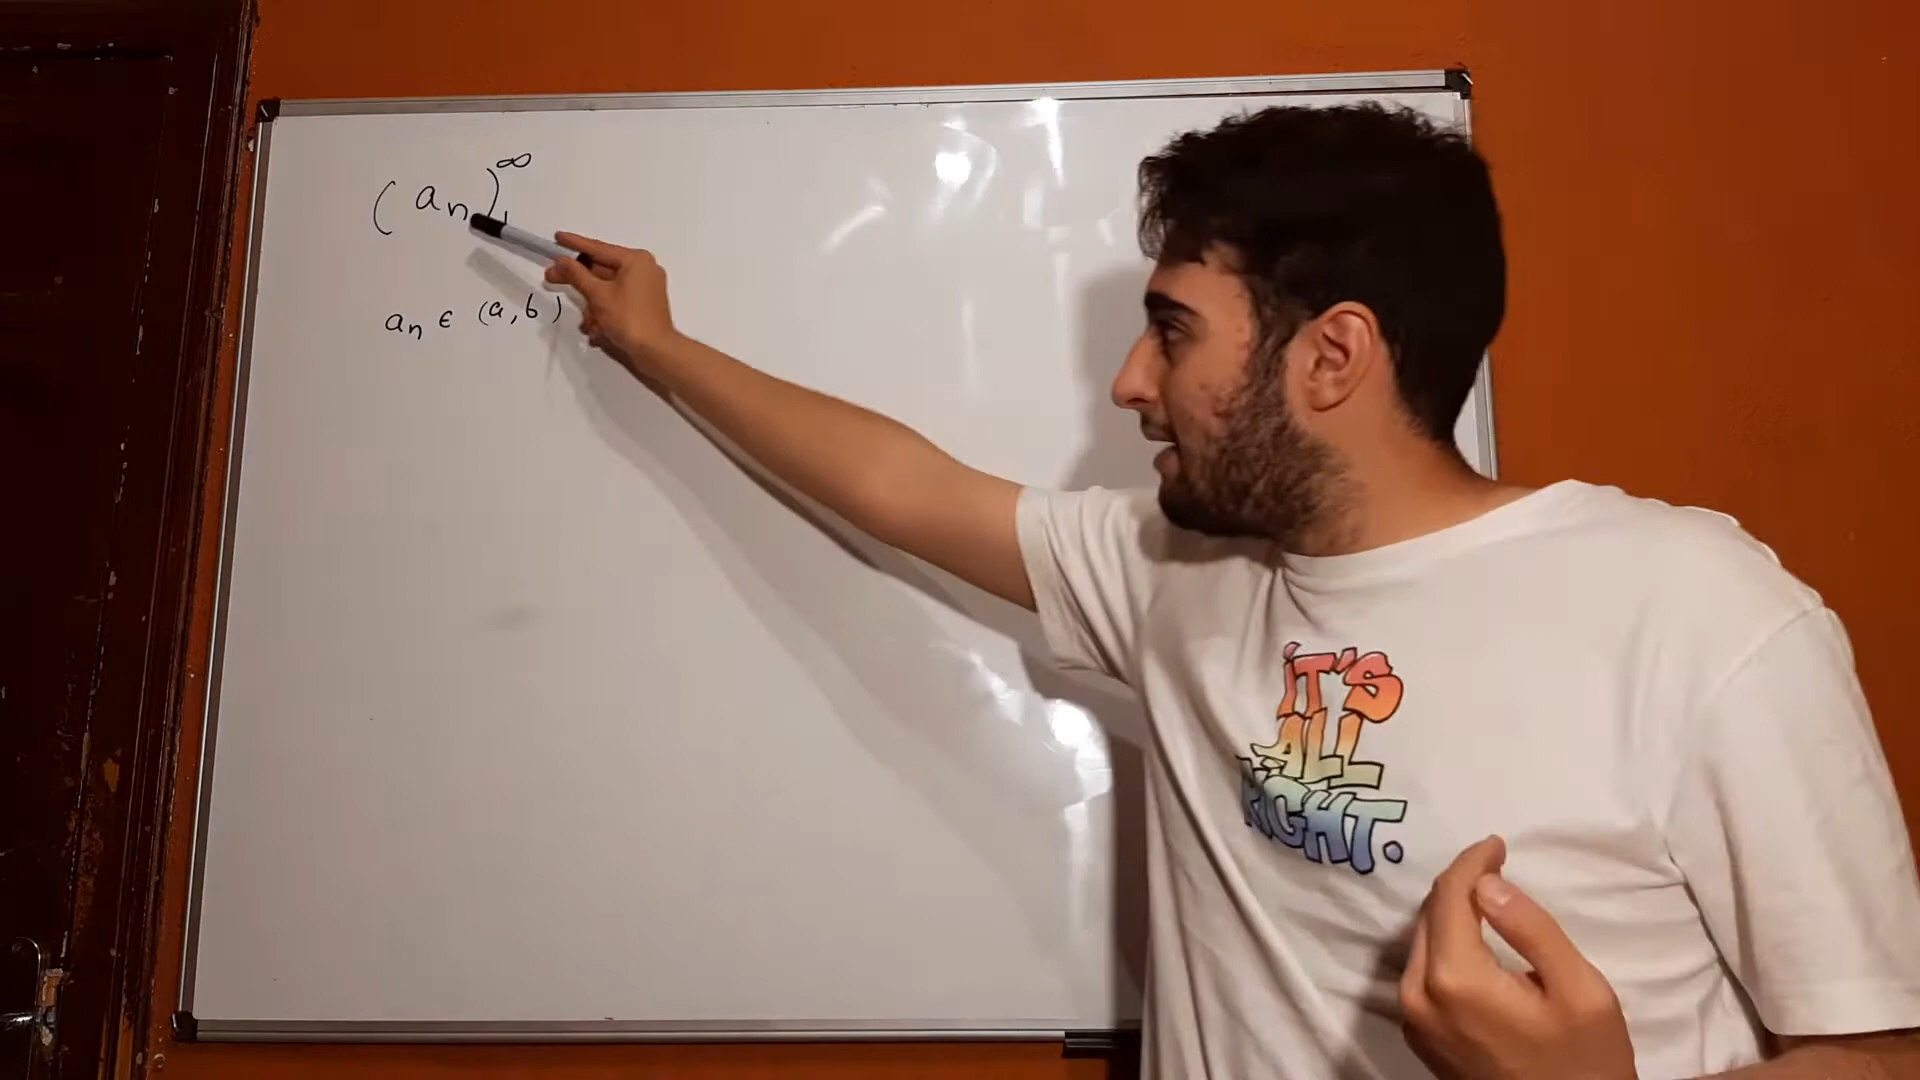 (aₙ)₁^∞
aₙ ∈ (a, b)
IT'S
ALL
RIGHT.